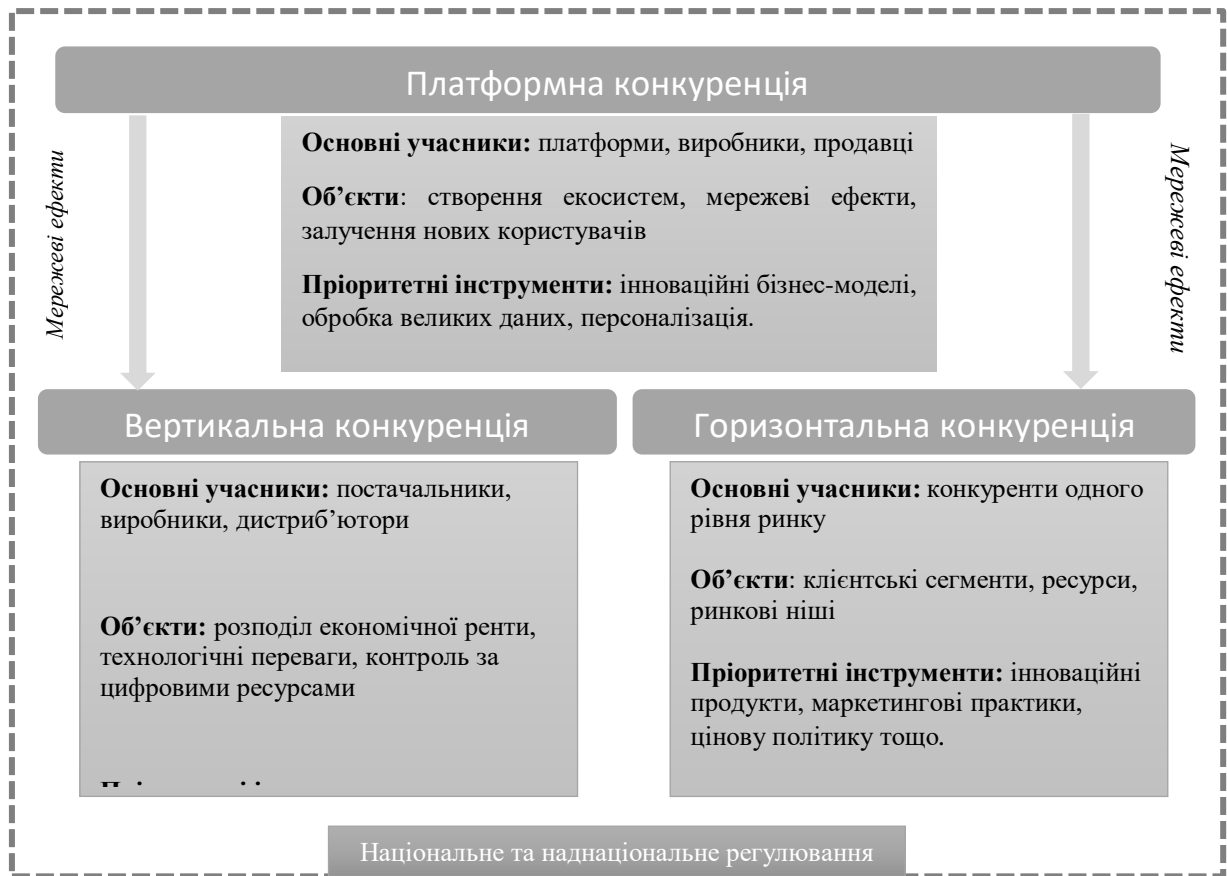 Платформна конкуренція
Мережеві ефекти
Основні учасники: платформи, виробники, продавці
Об’єкти: створення екосистем, мережеві ефекти,
залучення нових користувачів
Пріоритетні інструменти: інноваційні бізнес-моделі,
обробка великих даних, персоналізація.
Мережеві ефекти
Вертикальна конкуренція
Основні учасники: постачальники,
виробники, дистриб’ютори
Об’єкти: розподіл економічної ренти,
технологічні переваги, контроль за
цифровими ресурсами
Горизонтальна конкуренція
Основні учасники: конкуренти одного
рівня ринку
Об’єкти: клієнтські сегменти, ресурси,
ринкові ніші
Пріоритетні інструменти: інноваційні
продукти, маркетингові практики,
цінову політику тощо.
Національне та наднаціональне регулювання